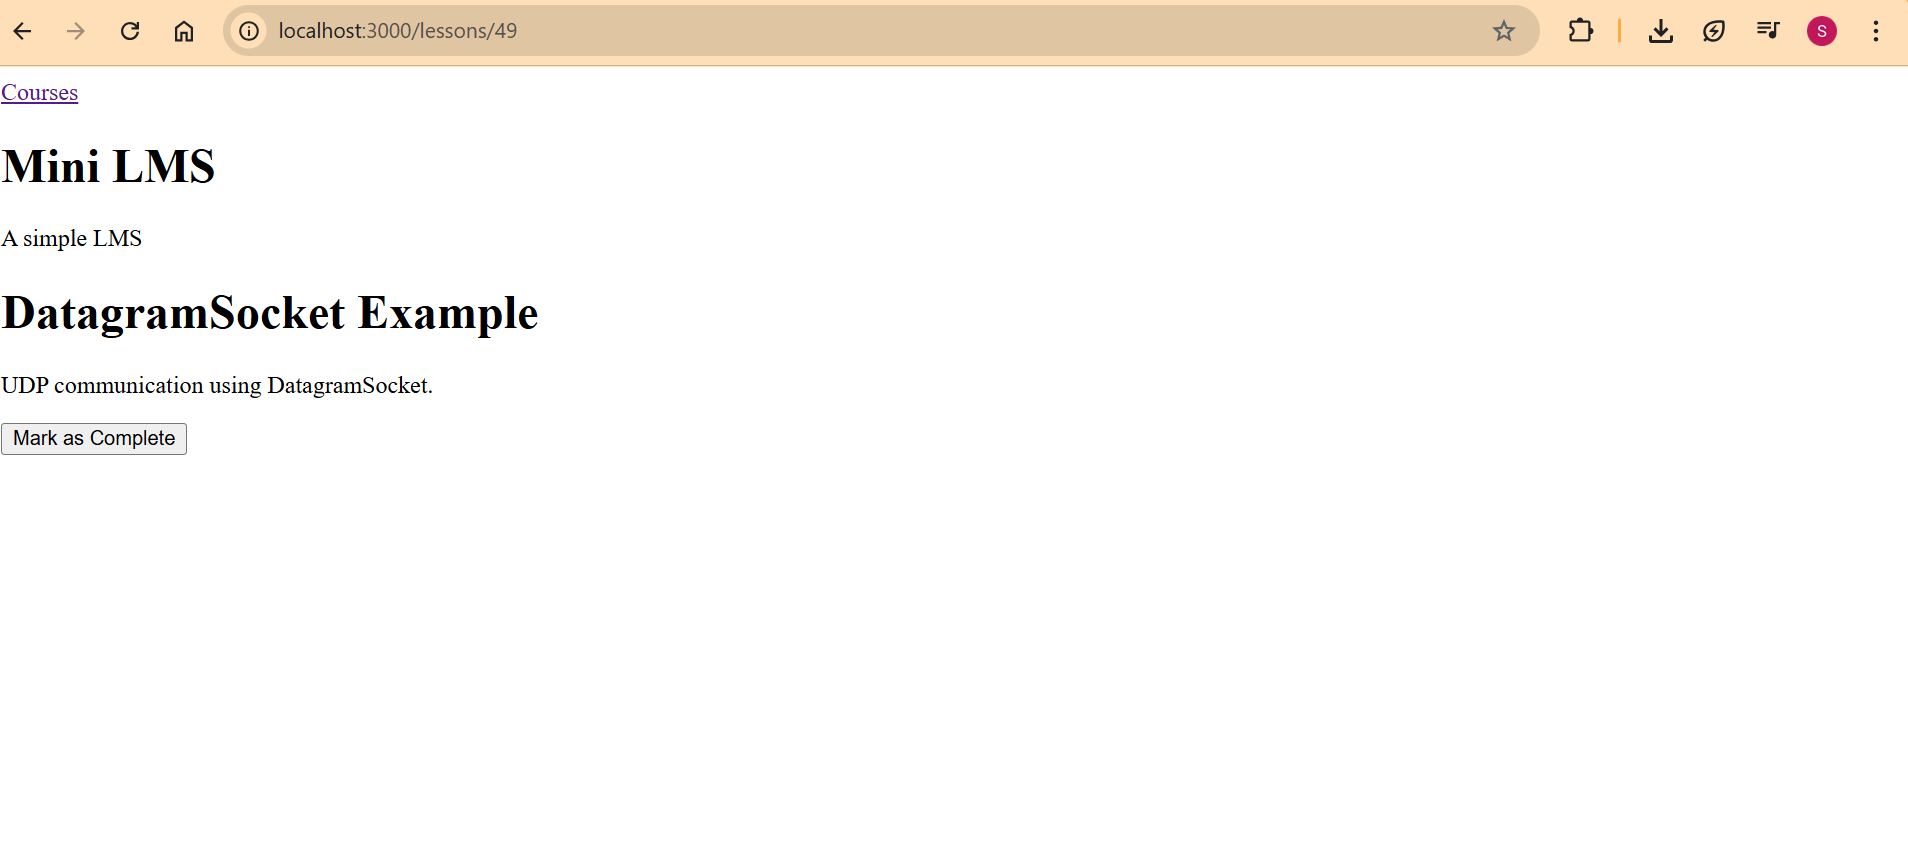 localhost:3000/lessons/49
S
Courses
Mini LMS
A simple LMS
DatagramSocket Example
UDP communication using DatagramSocket.
Mark as Complete